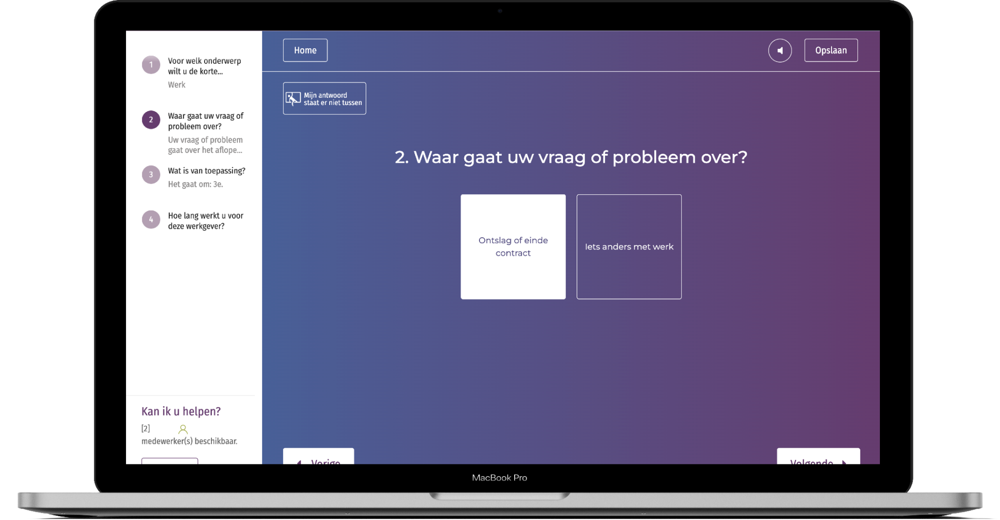 1
Voor welk onderwerp
wilt u de korte...
Werk
2
Waar gaat uw vraag of
probleem over?
Uw vraag of probleem
gaat over het aflope...
3
Wat is van toepassing?
Het gaat om: 3e.
4
Hoe lang werkt u voor
deze werkgever?
Kan ik u helpen?
[2]
medewerker(s) beschikbaar.
Home
Opslaan
Mijn antwoord
staat er niet tussen
2. Waar gaat uw vraag of probleem over?
Ontslag of einde
contract
Iets anders met werk
Vorige
Volgende
MacBook Pro